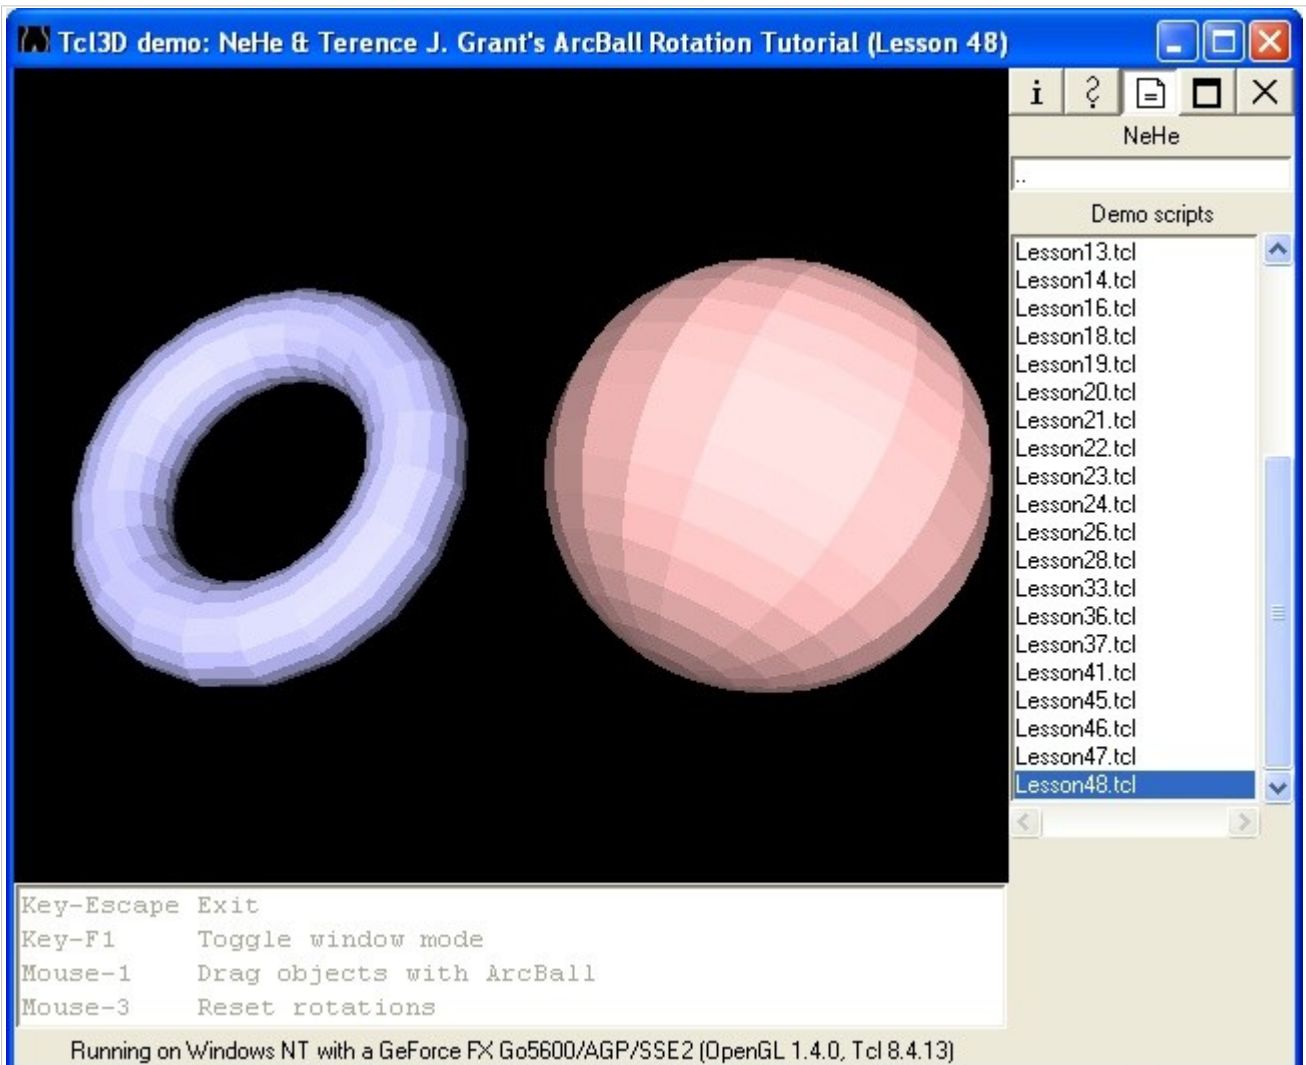 Tcl3D demo: NeHe & Terence J. Grant's ArcBall Rotation Tutorial (Lesson 48)
i ?
NeHe
..
Demo scripts
Lesson13.tcl
Lesson14.tcl
Lesson16.tcl
Lesson18.tcl
Lesson19.tcl
Lesson20.tcl
Lesson21.tcl
Lesson22.tcl
Lesson23.tcl
Lesson24.tcl
Lesson26.tcl
Lesson28.tcl
Lesson33.tcl
Lesson36.tcl
Lesson37.tcl
Lesson41.tcl
Lesson45.tcl
Lesson46.tcl
Lesson47.tcl
Lesson48.tcl
Key-Escape Exit
Key-F1 Toggle window mode
Mouse-1 Drag objects with ArcBall
Mouse-3 Reset rotations
Running on Windows NT with a GeForce FX Go5600/AGP/SSE2 (OpenGL 1.4.0, Tcl 8.4.13)